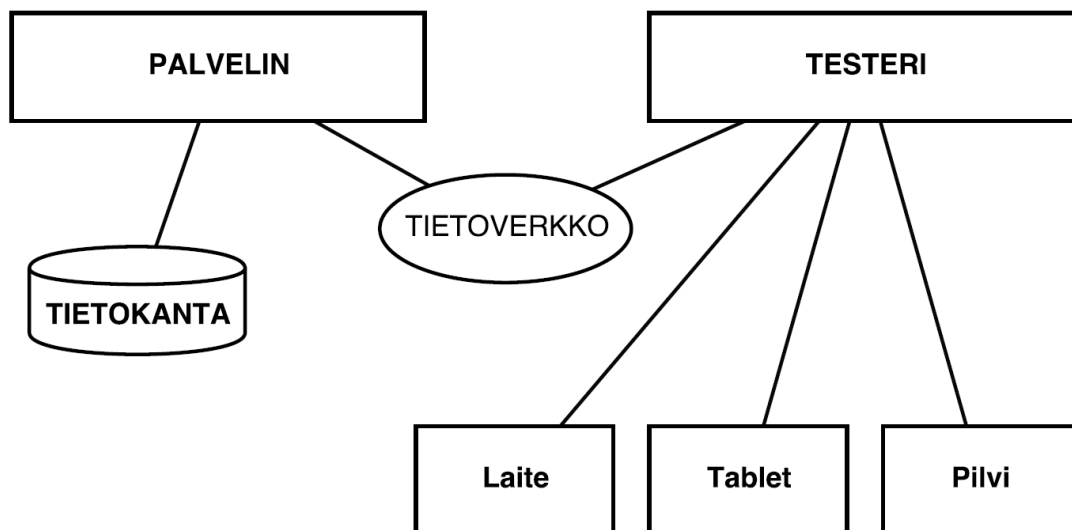 PALVELIN
TESTERI
TIETOVERKKO
TIETOKANTA
Laite
Tablet
Pilvi